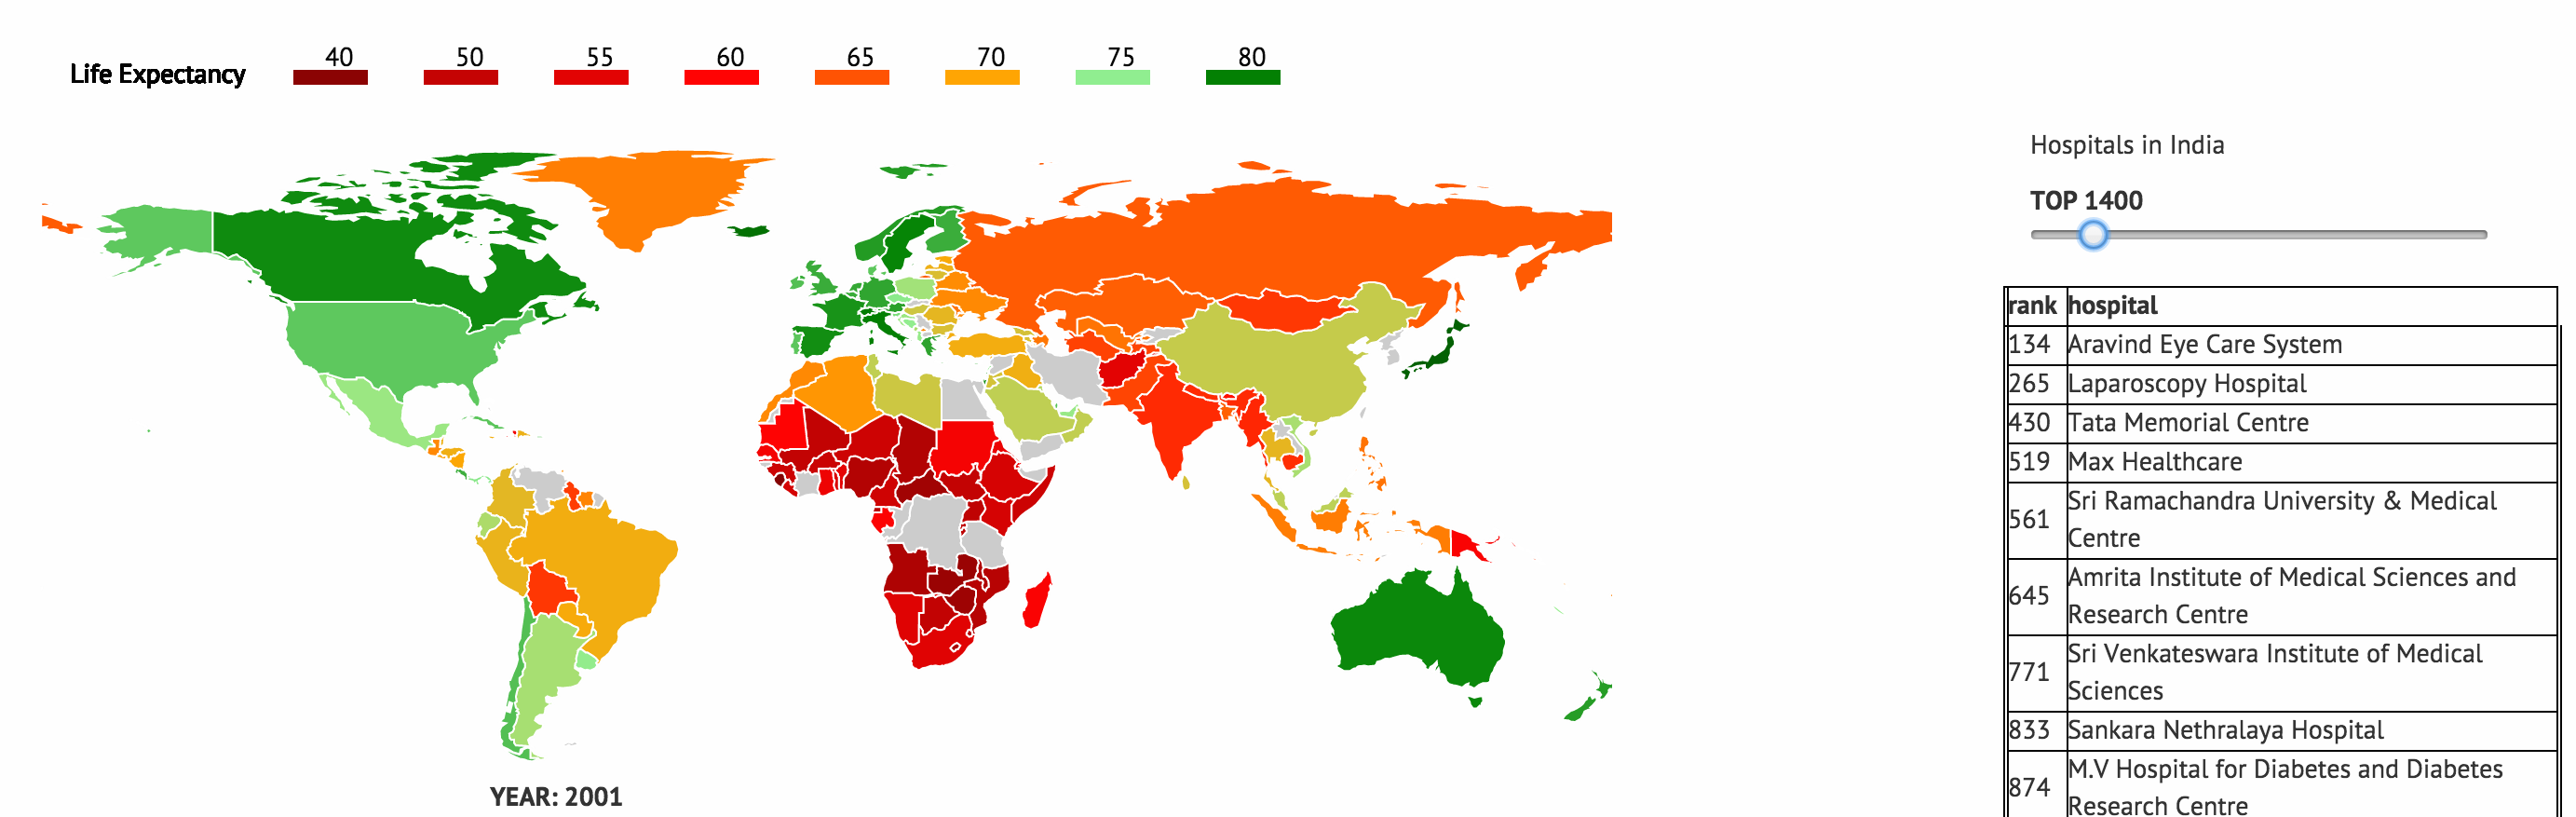 40 50 55 60 65 70 75 80
Life Expectancy
Hospitals in India
TOP 1400
rank hospital
134 Aravind Eye Care System
265 Laparoscopy Hospital
430 Tata Memorial Centre
519 Max Healthcare
561 Sri Ramachandra University & Medical
Centre
645 Amrita Institute of Medical Sciences and
Research Centre
771 Sri Venkateswara Institute of Medical
Sciences
833 Sankara Nethralaya Hospital
874 M.V Hospital for Diabetes and Diabetes
Research Centre
YEAR: 2001